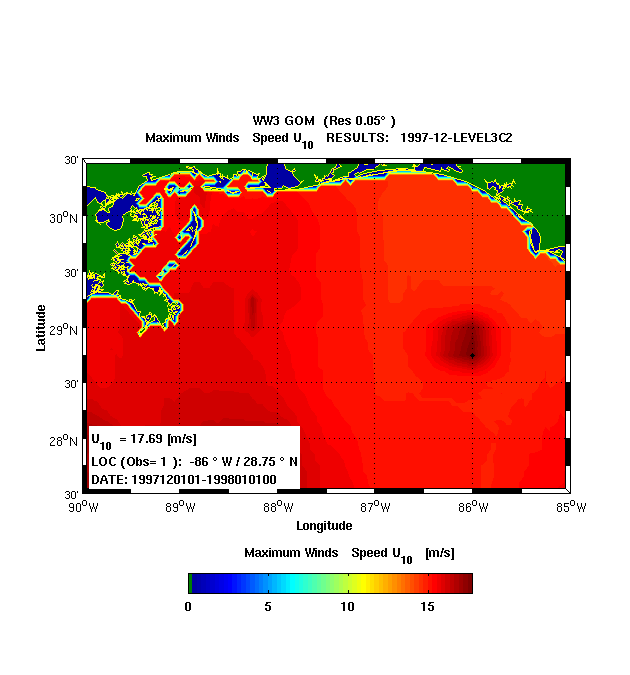 WW3 GOM (Res 0.05° )
Maximum Winds Speed U10 RESULTS: 1997-12-LEVEL3C2
30'
30°N
30'
29°N
30'
28°N
30'
Latitude
U10 = 17.69 [m/s]
LOC (Obs= 1 ): -86 ° W / 28.75 ° N
DATE: 1997120101-1998010100
90°W 89°W 88°W 87°W 86°W 85°W
Longitude
Maximum Winds Speed U10 [m/s]
0 5 10 15